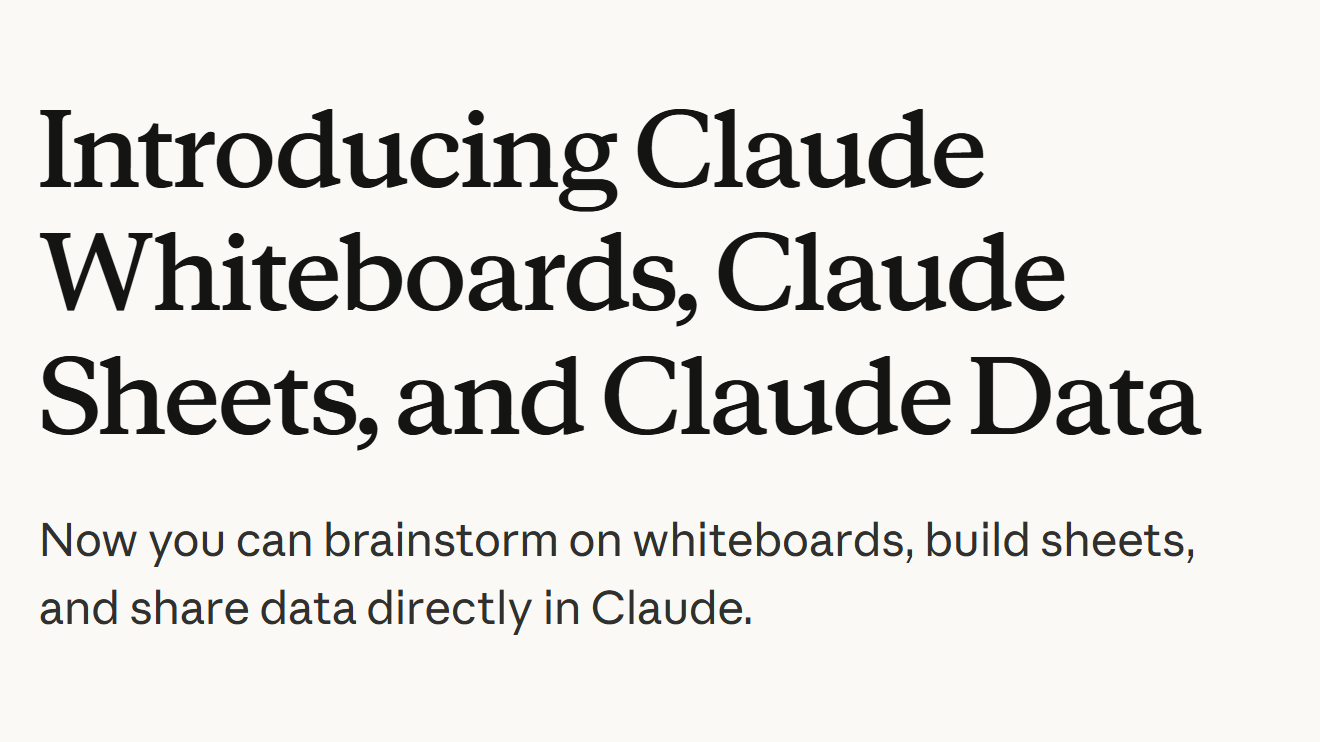 Introducing Claude
Whiteboards, Claude
Sheets, and Claude Data
Now you can brainstorm on whiteboards, build sheets,
and share data directly in Claude.